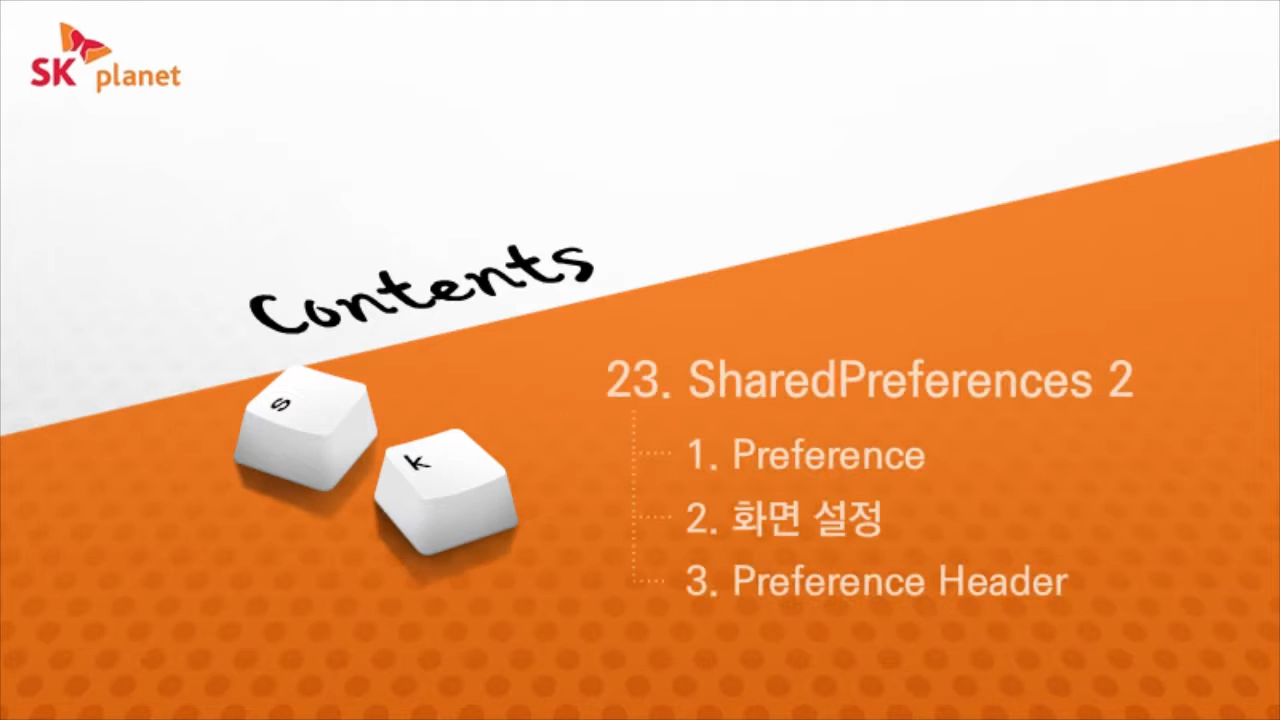 SK planet
Contents
s
k
23. SharedPreferences 2
1. Preference
2. 화면 설정
3. Preference Header